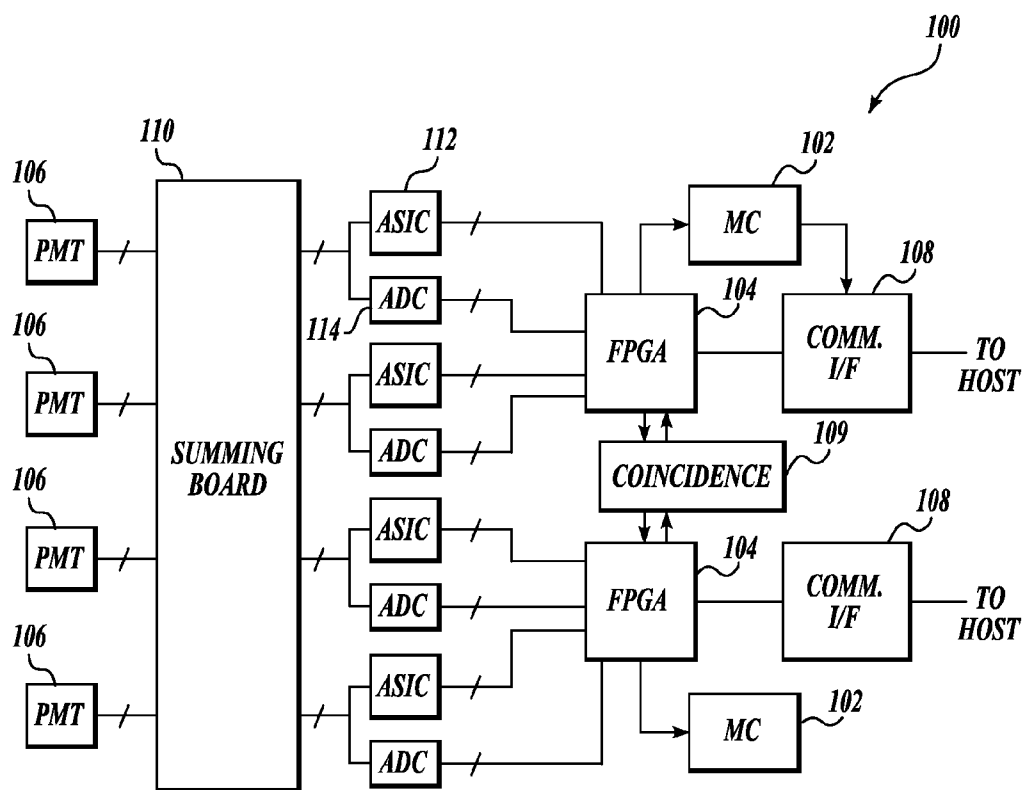 100
110
112
102
106
PMT
ASIC
MC
108
ADC
104
114
106
PMT
ASIC
FPGA
COMM.
I/F
TO
HOST
ADC
109
SUMMING
BOARD
COINCIDENCE
106
PMT
ASIC
104
108
ADC
FPGA
COMM.
I/F
TO
HOST
106
PMT
ASIC
102
MC
ADC